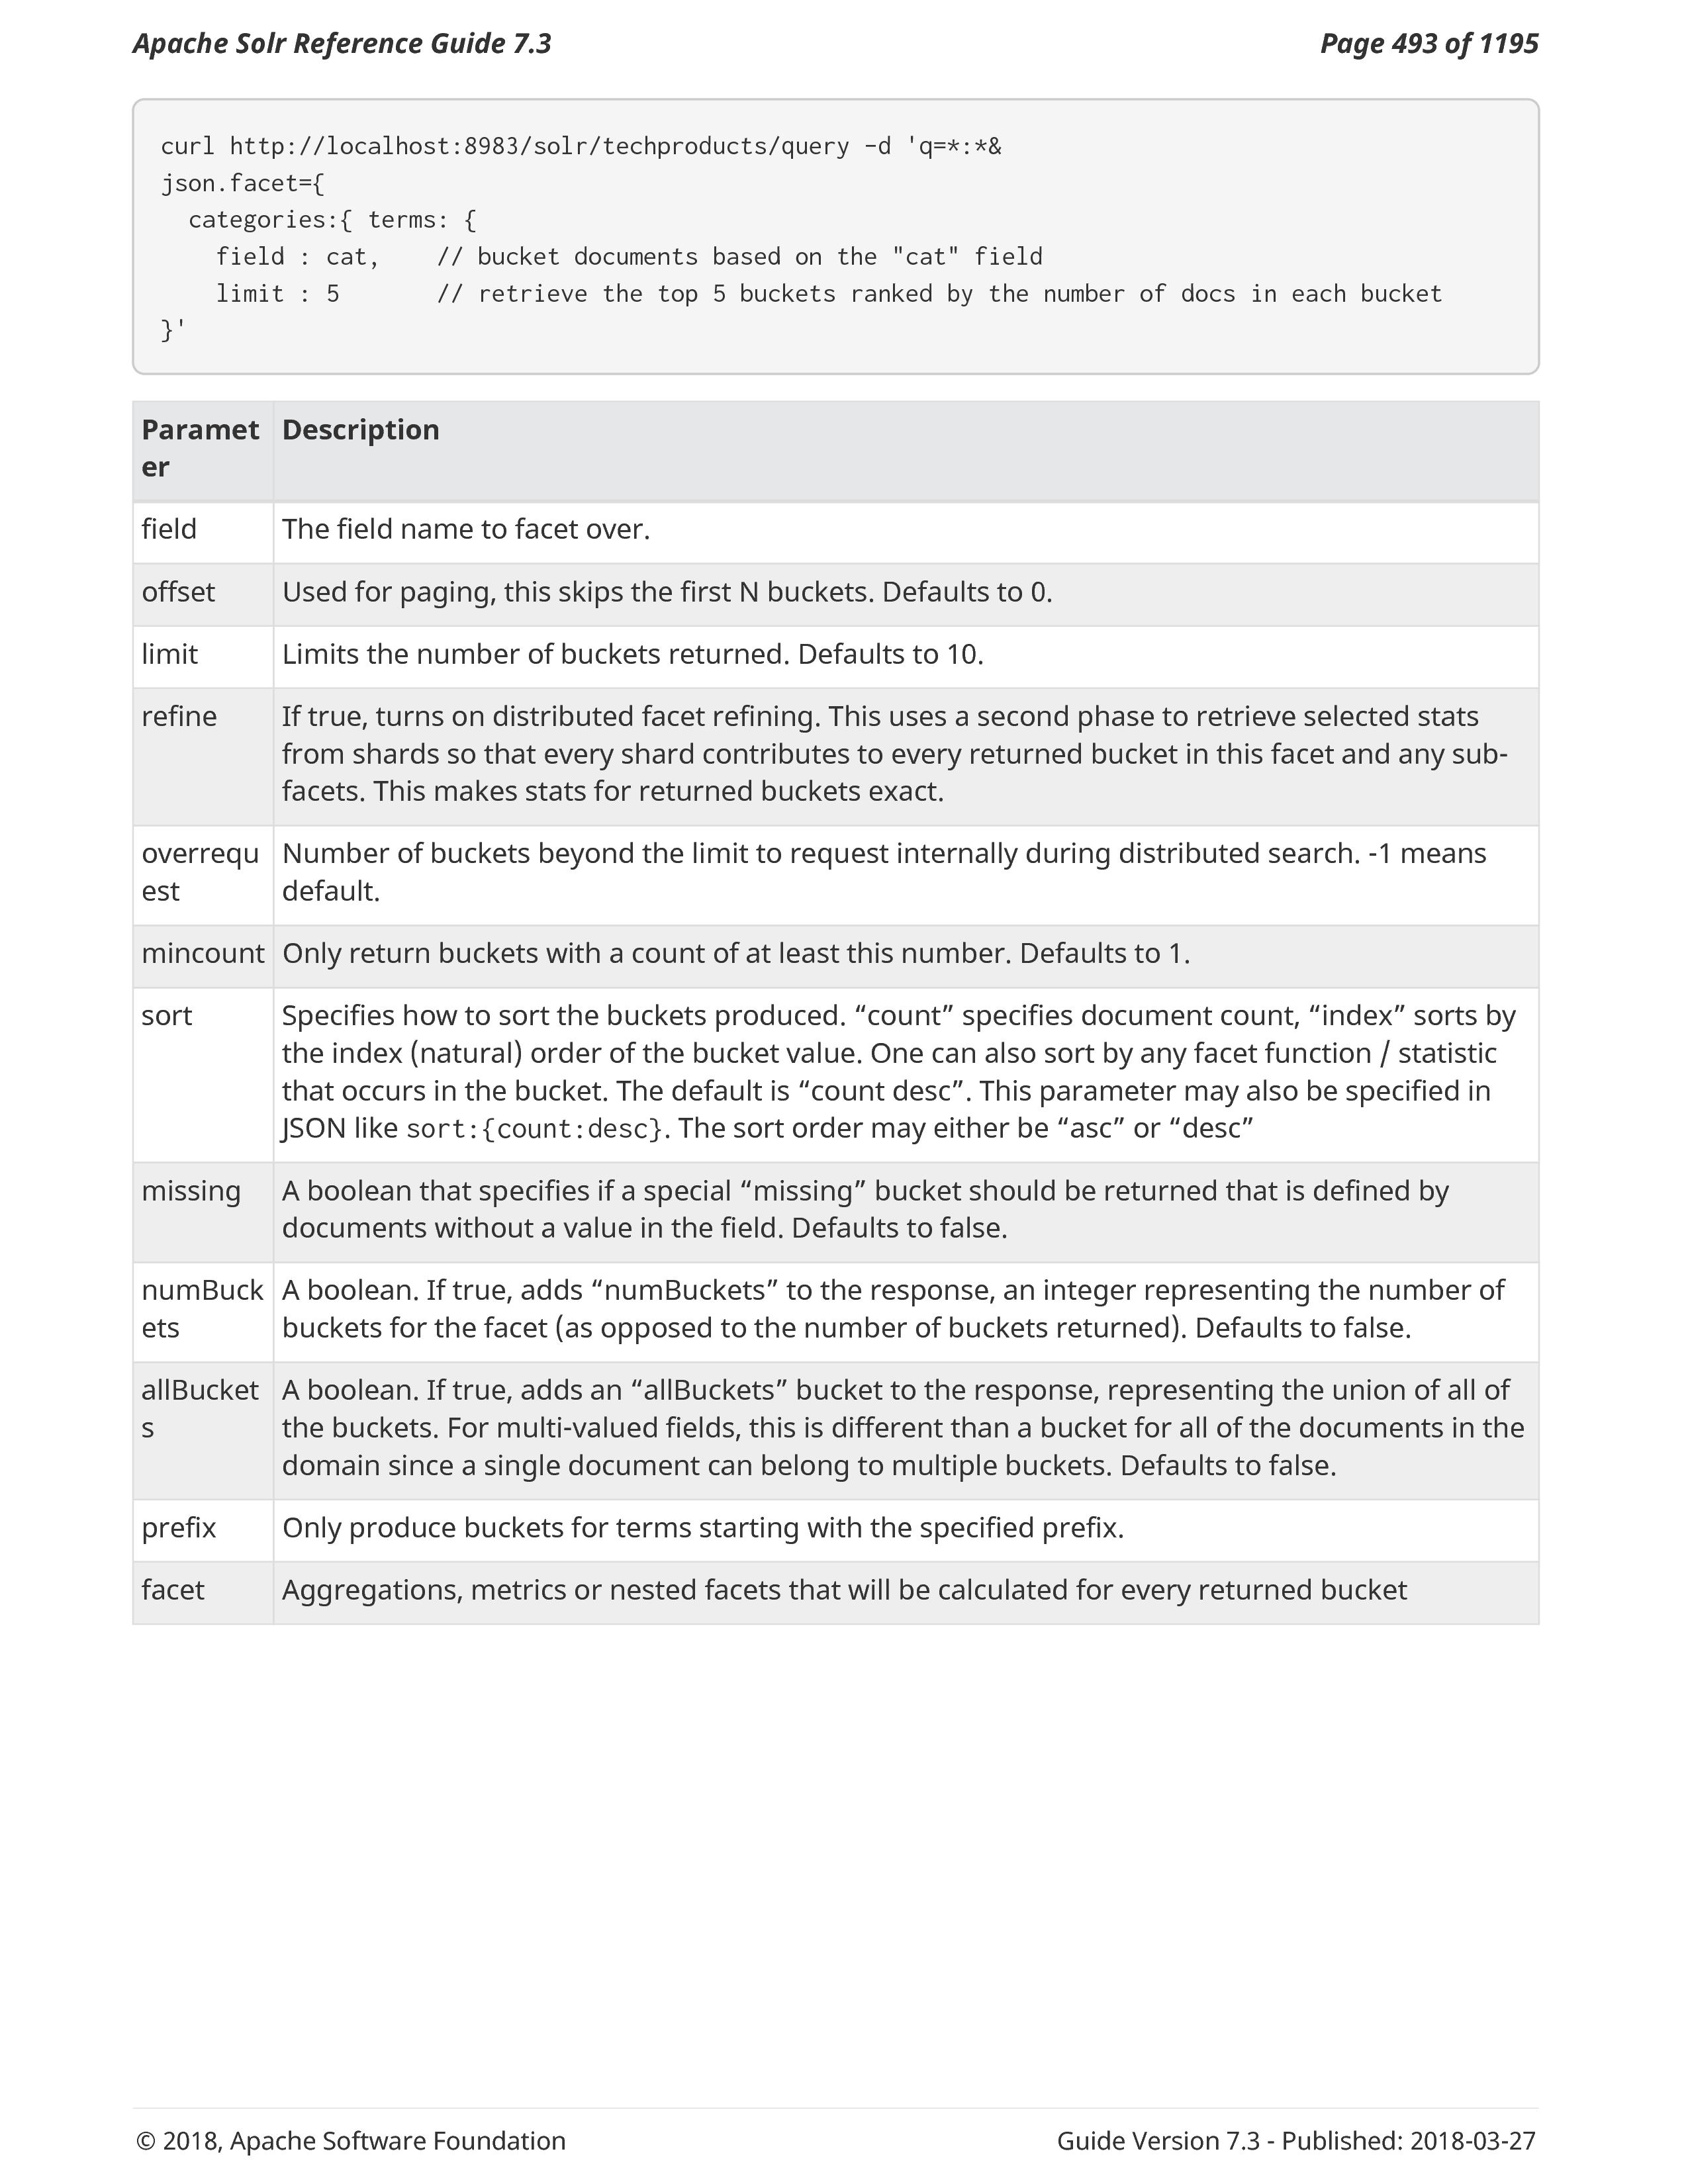 Apache Solr Reference Guide 7.3 Page 493 of 1195
curl http://localhost:8983/solr/techproducts/query -d 'q=*:*&
json.facet={
  categories:{ terms: {
    field : cat,    // bucket documents based on the "cat" field
    limit : 5       // retrieve the top 5 buckets ranked by the number of docs in each bucket
}'
Paramet Description
er
field The field name to facet over.
offset Used for paging, this skips the first N buckets. Defaults to 0.
limit Limits the number of buckets returned. Defaults to 10.
refine If true, turns on distributed facet refining. This uses a second phase to retrieve selected stats
from shards so that every shard contributes to every returned bucket in this facet and any sub-
facets. This makes stats for returned buckets exact.
overrequ Number of buckets beyond the limit to request internally during distributed search. -1 means
est default.
mincount Only return buckets with a count of at least this number. Defaults to 1.
sort Specifies how to sort the buckets produced. “count” specifies document count, “index” sorts by
the index (natural) order of the bucket value. One can also sort by any facet function / statistic
that occurs in the bucket. The default is “count desc”. This parameter may also be specified in
JSON like sort:{count:desc}. The sort order may either be “asc” or “desc”
missing A boolean that specifies if a special “missing” bucket should be returned that is defined by
documents without a value in the field. Defaults to false.
numBuck A boolean. If true, adds “numBuckets” to the response, an integer representing the number of
ets buckets for the facet (as opposed to the number of buckets returned). Defaults to false.
allBucket A boolean. If true, adds an “allBuckets” bucket to the response, representing the union of all of
s the buckets. For multi-valued fields, this is different than a bucket for all of the documents in the
domain since a single document can belong to multiple buckets. Defaults to false.
prefix Only produce buckets for terms starting with the specified prefix.
facet Aggregations, metrics or nested facets that will be calculated for every returned bucket
© 2018, Apache Software Foundation Guide Version 7.3 - Published: 2018-03-27